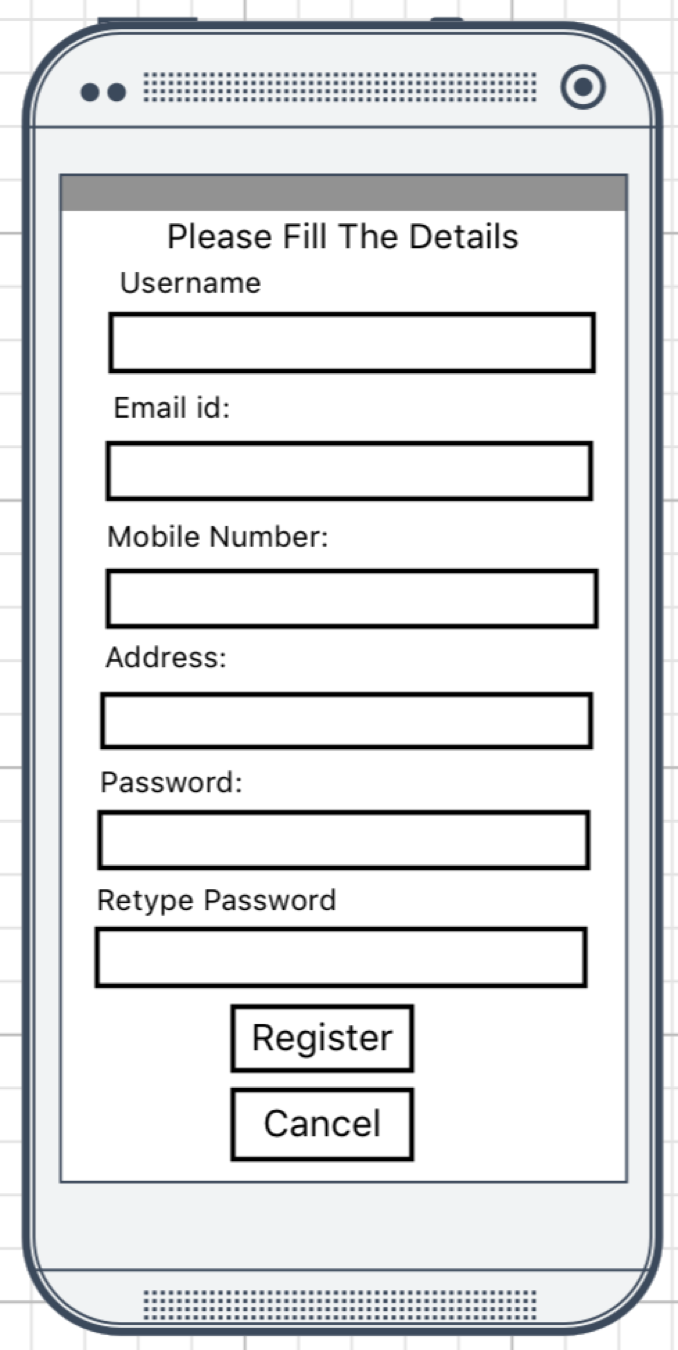 Please Fill The Details
Username
Email id:
Mobile Number:
Address:
Password:
Retype Password
Register
Cancel